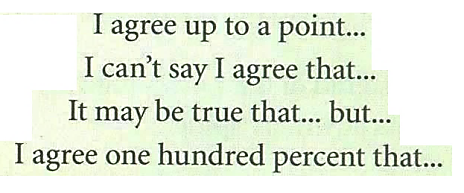 I agree up to a point...
I can't say I agree that...
It may be true that... but...
I agree one hundred percent that...